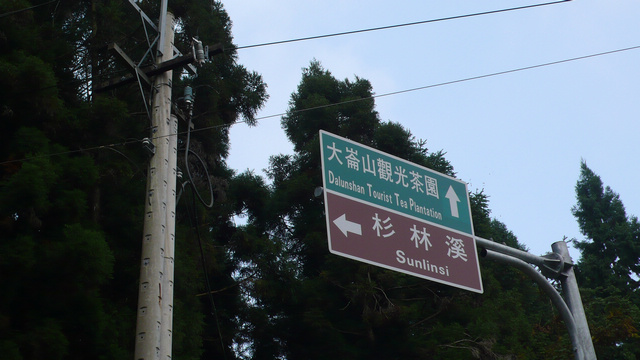 大崙山觀光茶園
Dalunshan Tourist Tea Plantation
杉林溪
Sunlinsi